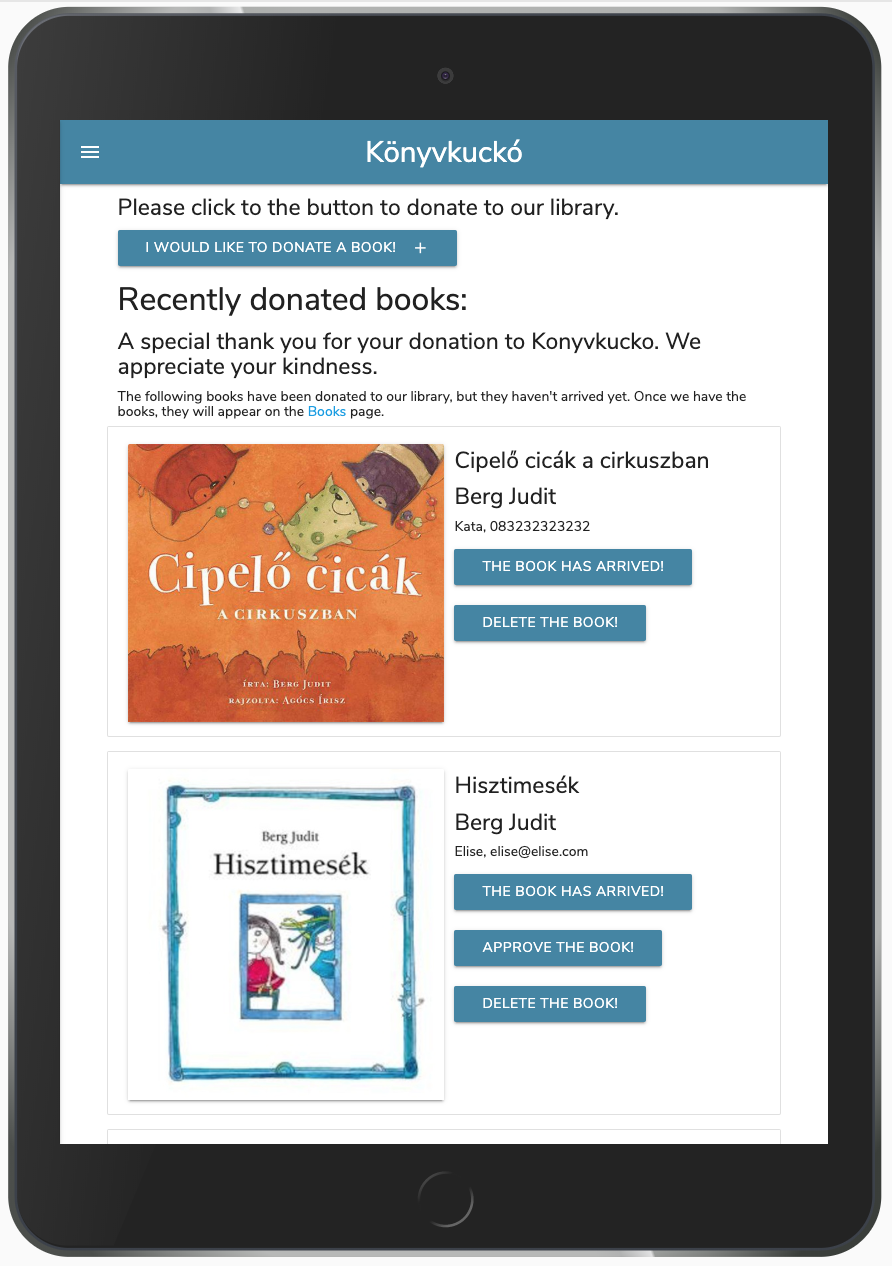 Könyvkuckó
Please click to the button to donate to our library.
I WOULD LIKE TO DONATE A BOOK! +
Recently donated books:
A special thank you for your donation to Konyvkucko. We
appreciate your kindness.
The following books have been donated to our library, but they haven't arrived yet. Once we have the
books, they will appear on the Books page.
Cipelő cicák
A CIRKUSZBAN
ÍRTA: BERG JUDIT
RAJZOLTA: AGÓCS ÍRISZ
Cipelő cicák a cirkuszban
Berg Judit
Kata, 083232323232
THE BOOK HAS ARRIVED!
DELETE THE BOOK!
Berg Judit
Hisztimesék
Hisztimesék
Berg Judit
Elise, elise@elise.com
THE BOOK HAS ARRIVED!
APPROVE THE BOOK!
DELETE THE BOOK!